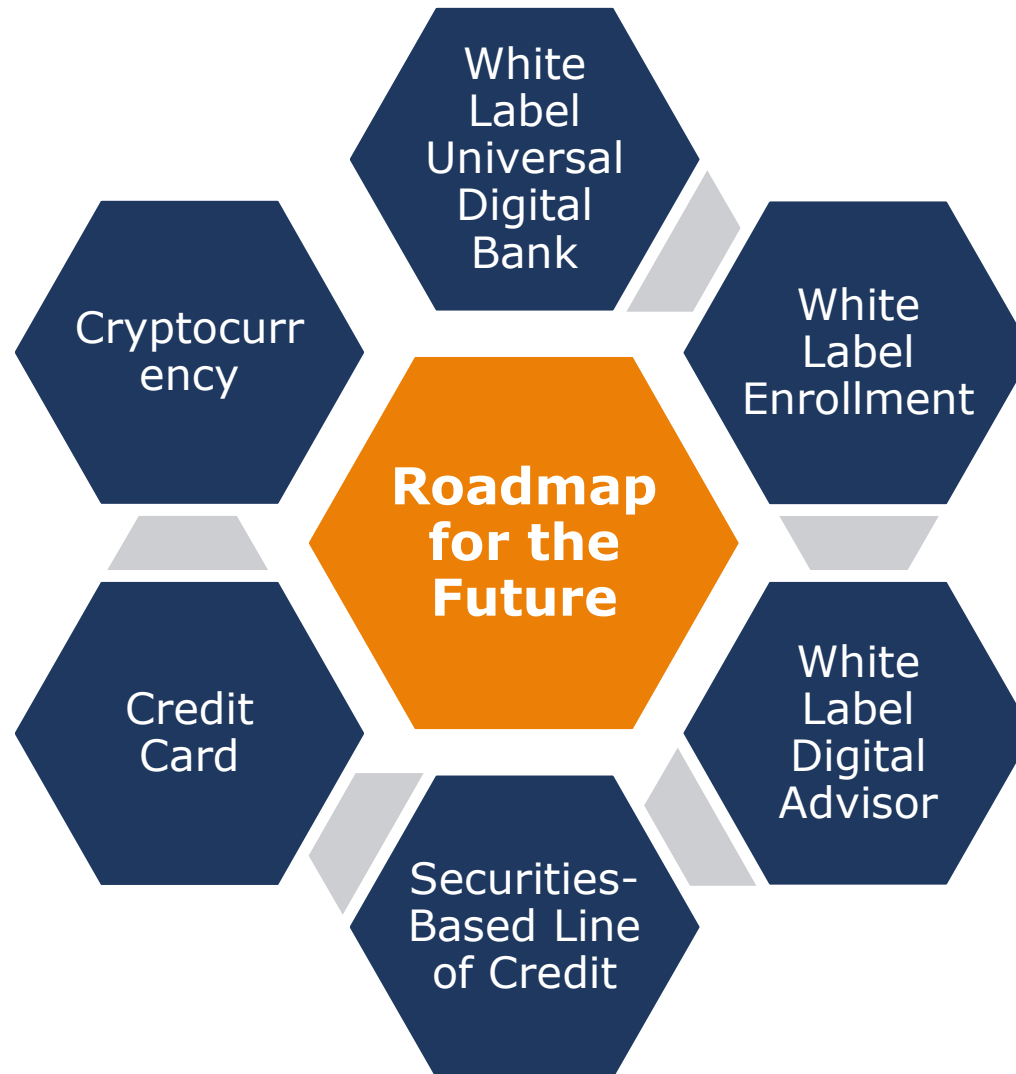 White
Label
Universal
Digital
Bank
White
Label
Enrollment
White
Label
Digital
Advisor
Securities-
Based Line
of Credit
Credit
Card
Cryptocurr
ency
Roadmap
for the
Future